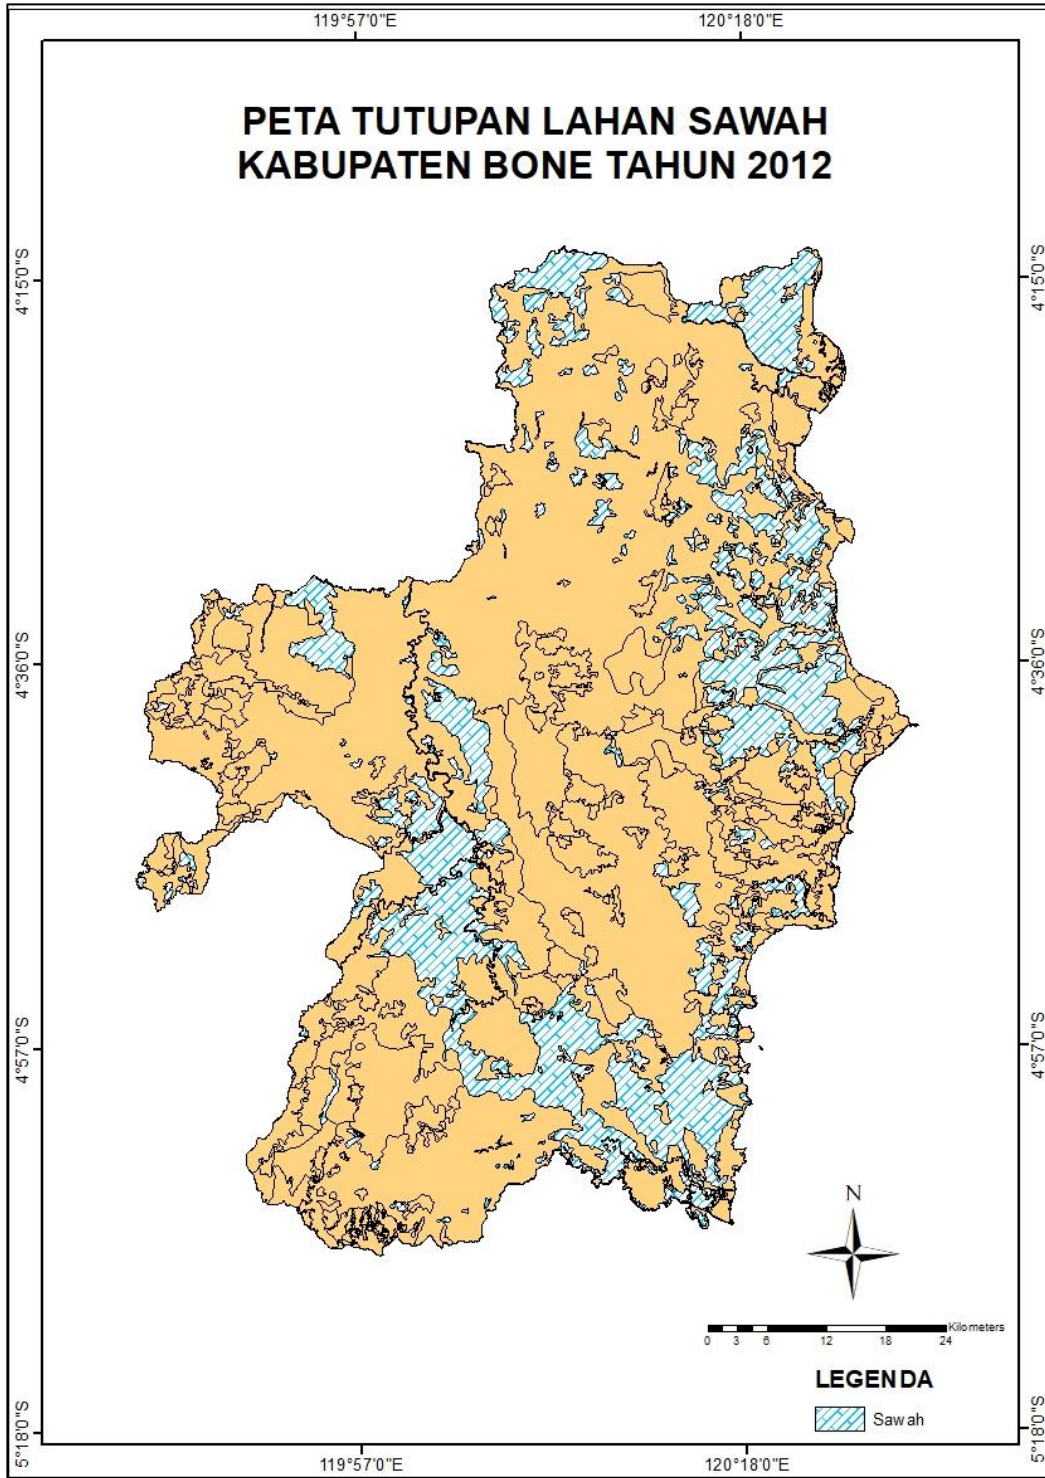 119°57'0"E 120°18'0"E
PETA TUTUPAN LAHAN SAWAH
KABUPATEN BONE TAHUN 2012
4°15'0"S 4°15'0"S
4°36'0"S 4°36'0"S
4°57'0"S 4°57'0"S
N
Kilometers
0 3 6 12 18 24
LEGENDA
Sawah
5°18'0"S 5°18'0"S
119°57'0"E 120°18'0"E